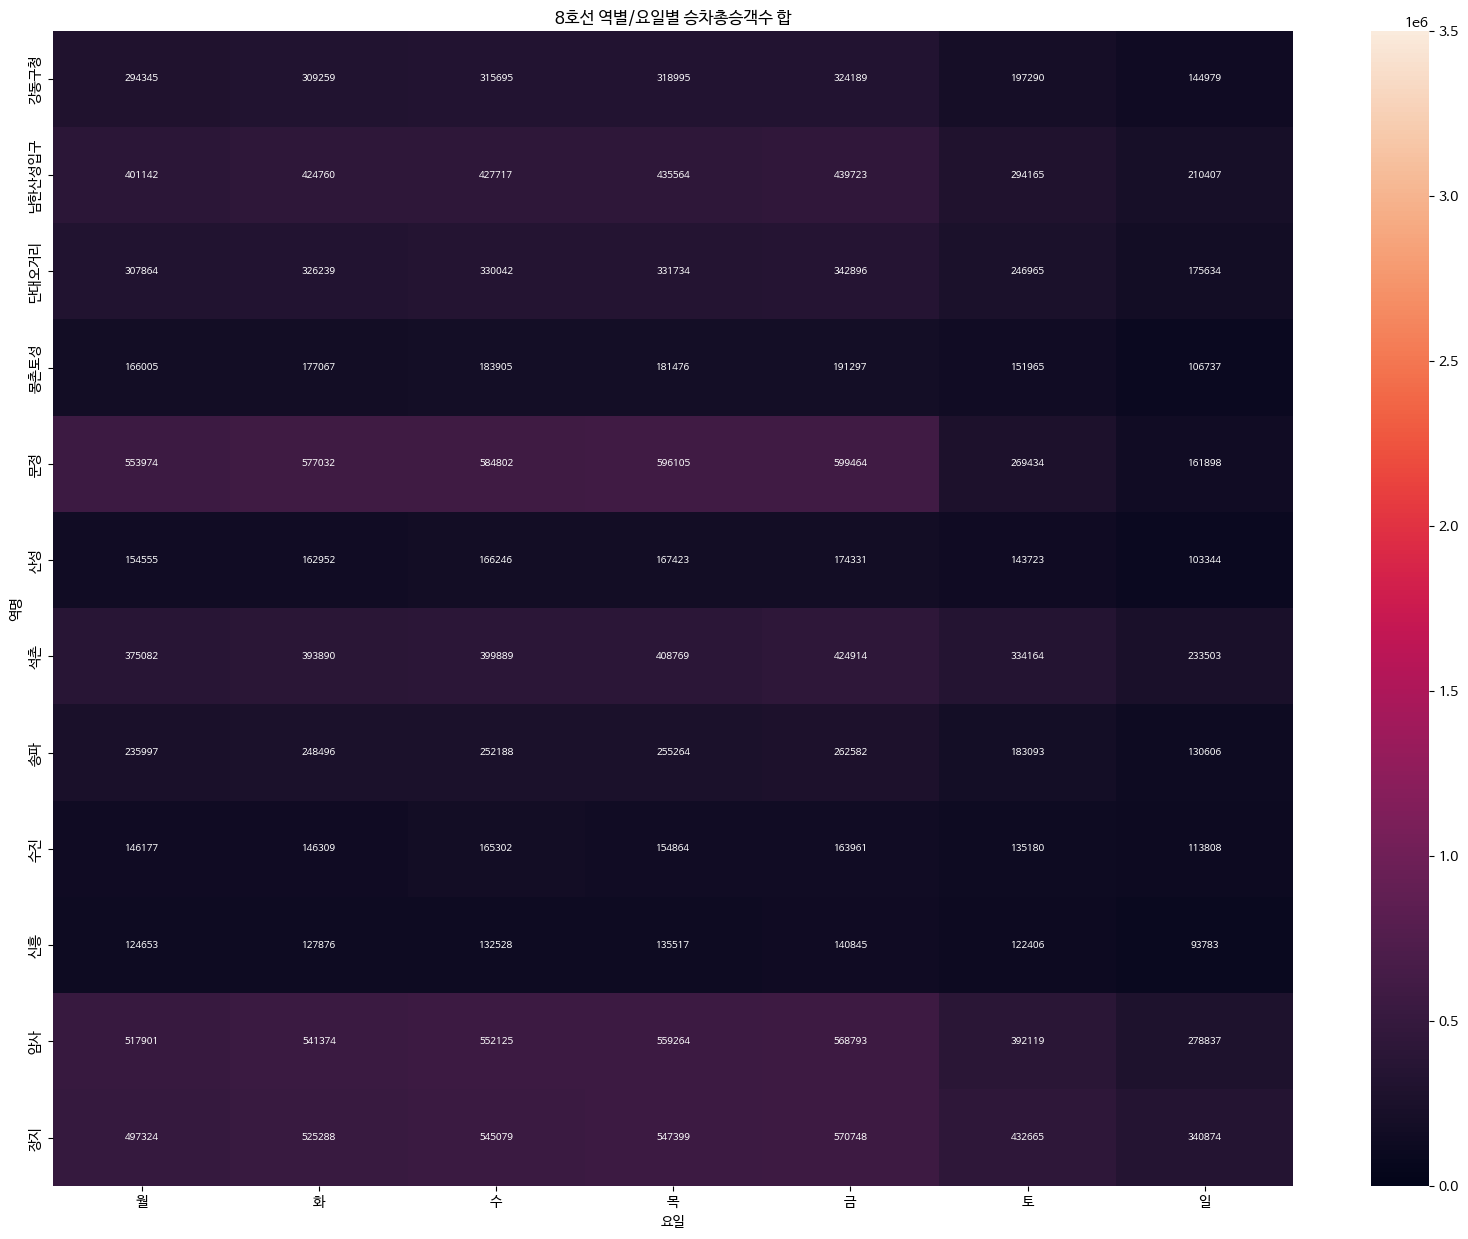 8호선 역별/요일별 승차총승객수 합
1e6
강동구청 294345 309259 315695 318995 324189 197290 144979
남한산성입구 401142 424760 427717 435564 439723 294165 210407
단대오거리 307864 326239 330042 331734 342896 246965 175634
몽촌토성 166005 177067 183905 181476 191297 151965 106737
문정 553974 577032 584802 596105 599464 269434 161898
산성 154555 162952 166246 167423 174331 143723 103344
석촌 375082 393890 399889 408769 424914 334164 233503
송파 235997 248496 252188 255264 262582 183093 130606
수진 146177 146309 165302 154864 163961 135180 113808
신흥 124653 127876 132528 135517 140845 122406 93783
암사 517901 541374 552125 559264 568793 392119 278837
장지 497324 525288 545079 547399 570748 432665 340874
역명
월 화 수 목 금 토 일
요일
3.5
3.0
2.5
2.0
1.5
1.0
0.5
0.0